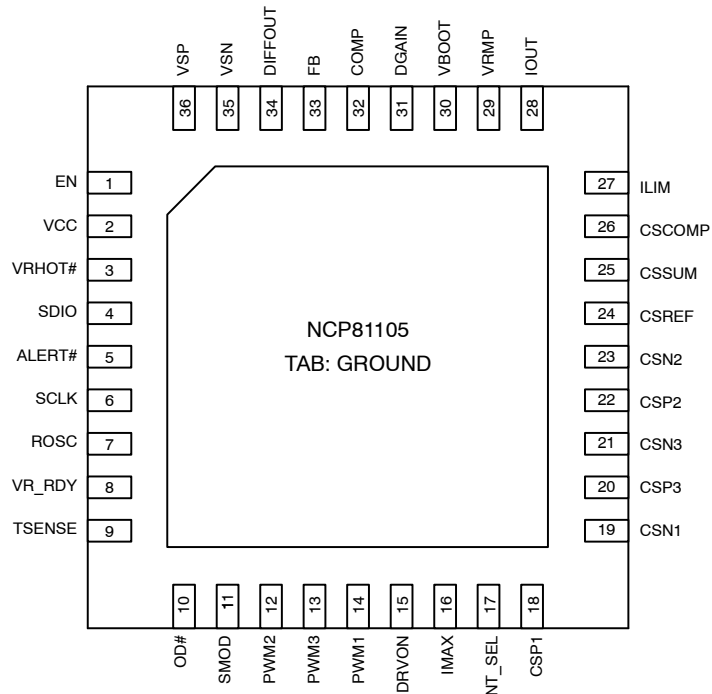 VSP
VSN
DIFFOUT
FB
COMP
DGAIN
VBOOT
VRMP
IOUT
36
35
34
33
32
31
30
29
28
EN 1
VCC 2
VRHOT# 3
SDIO 4
ALERT# 5
SCLK 6
ROSC 7
VR_RDY 8
TSENSE 9
NCP81105
TAB: GROUND
27 ILIM
26 CSCOMP
25 CSSUM
24 CSREF
23 CSN2
22 CSP2
21 CSN3
20 CSP3
19 CSN1
10
11
12
13
14
15
16
17
18
OD#
SMOD
PWM2
PWM3
PWM1
DRVON
IMAX
NT_SEL
CSP1